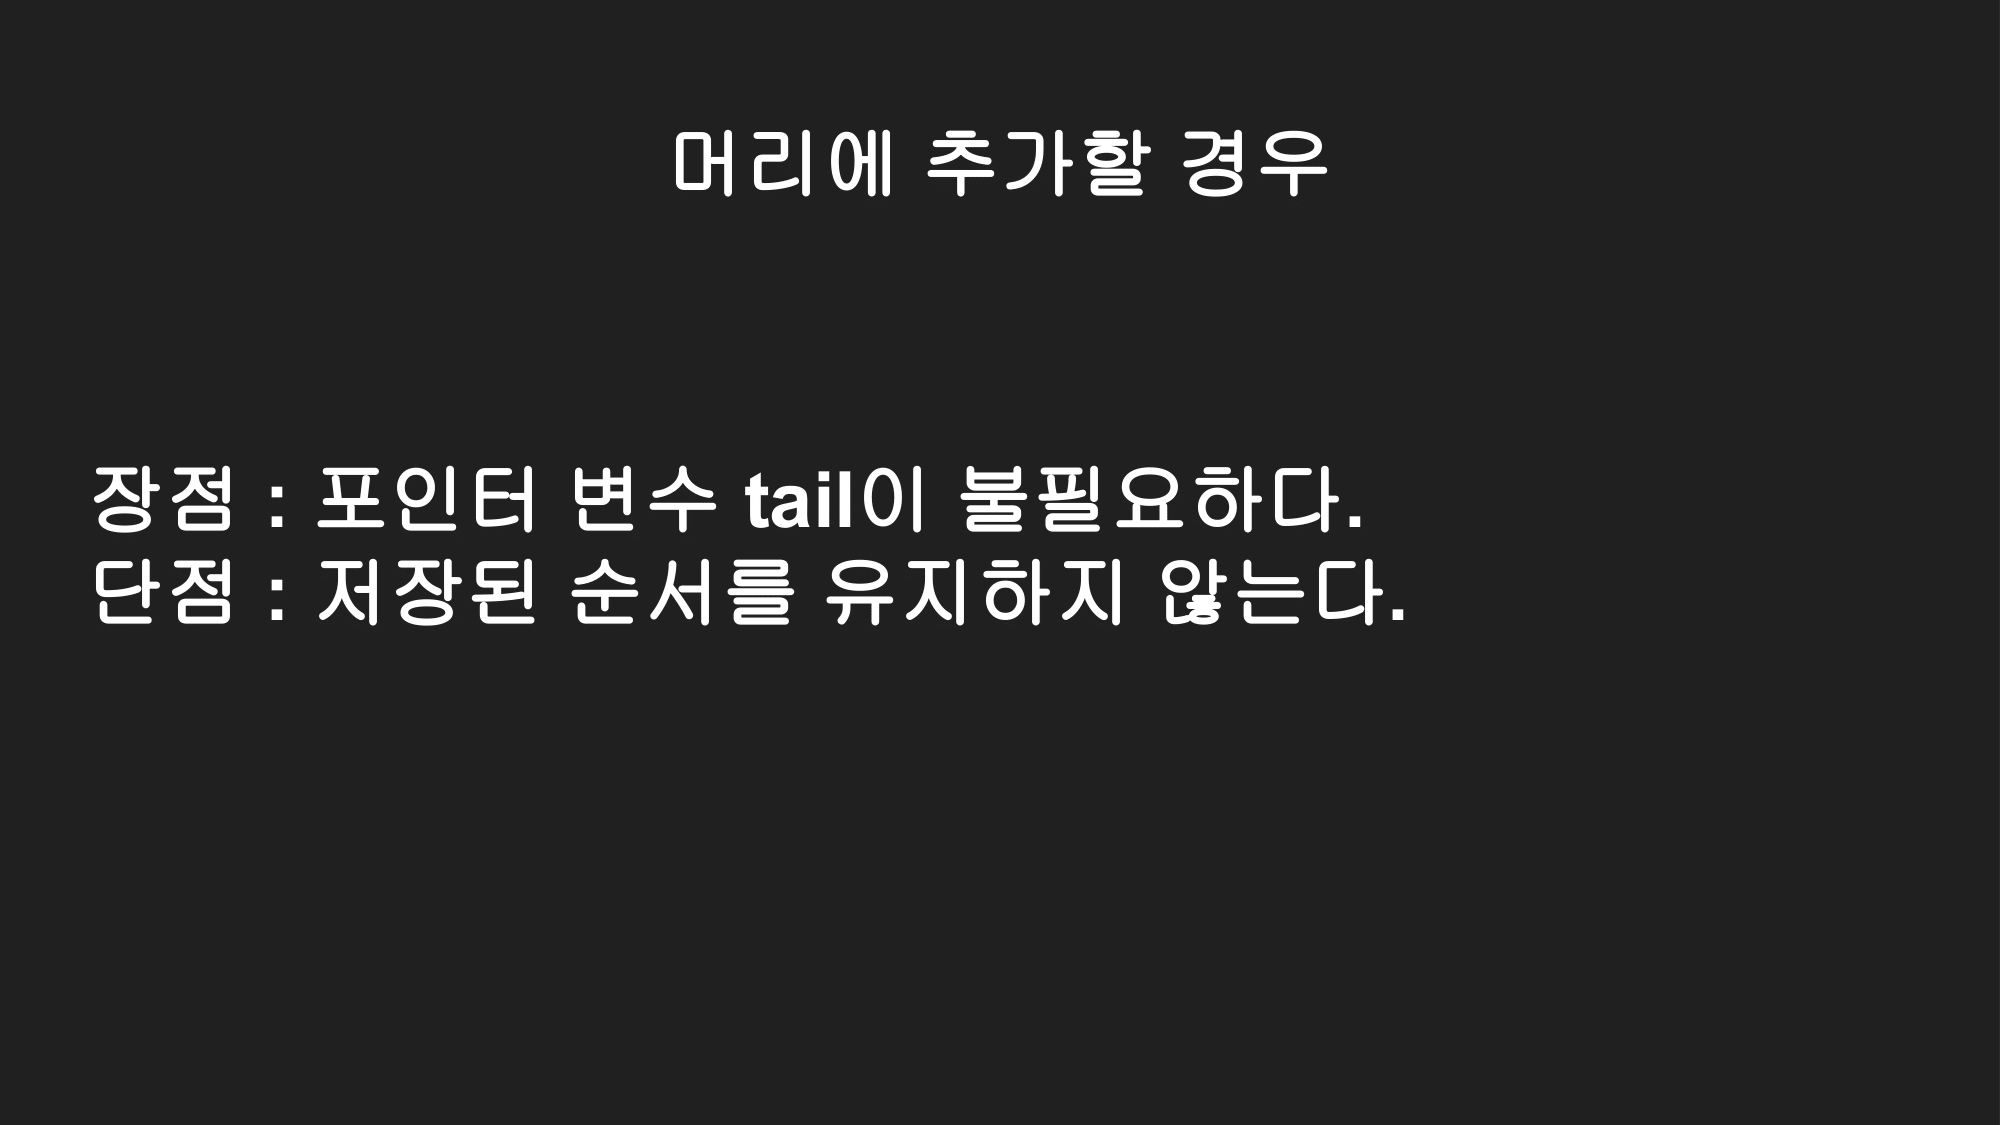 머리에 추가할 경우
장점 : 포인터 변수 tail이 불필요하다.
단점 : 저장된 순서를 유지하지 않는다.